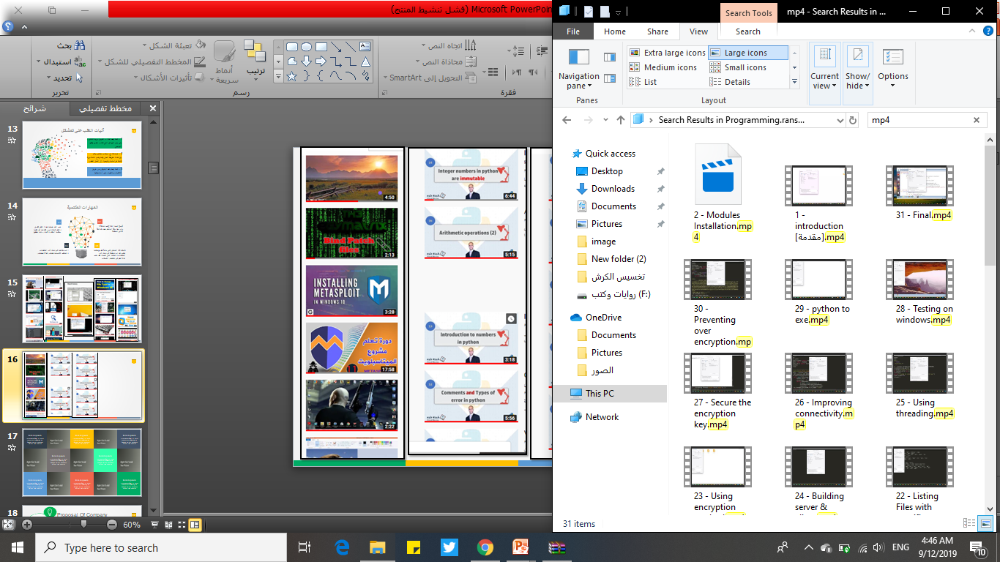 (فشل تنشيط المنتج) Microsoft PowerPoint
بحث
استبدال
تحديد
تحرير
تعبئة الشكل
المخطط التفصيلي للشكل
تأثيرات الأشكال
أنماط سريعة
ترتيب
رسم
اتجاه النص
محاذاة النص
التحويل إلى SmartArt
فقرة
شرائح
مخطط تفصيلي
13
14
المهارات المكتسبة
15
16
17
18
Proposal Of Company
60%
4:50
Bind Patch
files
2:13
INSTALLING
METASPLOIT
IN WINDOWS 10
3:28
دورة تعلم
مشروع
الميتاسبلويت
17:58
2:22
Integer numbers in python
are immutable
6:44
Arithmetic operations (2)
5:15
Introduction to numbers
in python
3:18
Comments and Types of
error in python
5:56
Search Tools
mp4 - Search Results in ...
File
Home
Share
View
Search
Navigation
pane
Panes
Extra large icons
Large icons
Medium icons
Small icons
List
Details
Layout
Current
view
Show/
hide
Options
Search Results in Programming.rans...
mp4
Quick access
Desktop
Downloads
Documents
Pictures
image
New folder (2)
تخسيس الكرش
روايات وكتب (F:)
OneDrive
Documents
Pictures
الصور
This PC
Network
2 - Modules
Installation.mp
4
1 -
introduction
[مقدمة].mp4
31 - Final.mp4
30 -
Preventing
over
encryption.mp
29 - python to
exe.mp4
28 - Testing on
windows.mp4
27 - Secure the
encryption
key.mp4
26 - Improving
connectivity.m
p4
25 - Using
threading.mp4
23 - Using
encryption
24 - Building
server &
22 - Listing
Files with
31 items
Type here to search
ENG
4:46 AM
9/12/2019
10